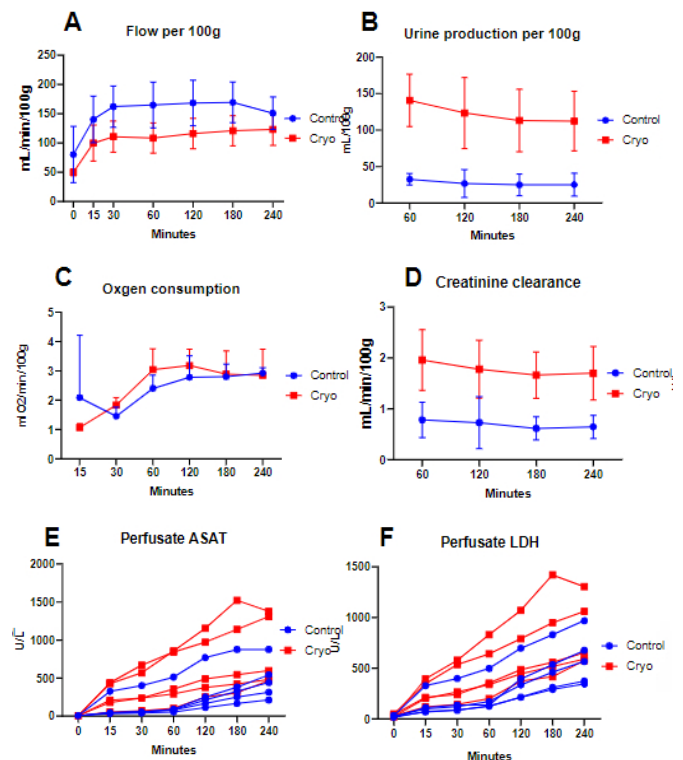 A
Flow per 100g
mL/min/100g
250
200
150
100
50
0
0 15 30 60 120 180 240
Minutes
Control
Cryo
B
Urine production per 100g
mL/100g
200
150
100
50
0
60 120 180 240
Minutes
Control
Cryo
C
Oxgen consumption
ml O2/min/100g
5
4
3
2
1
0
15 30 60 120 180 240
Minutes
Control
Cryo
D
Creatinine clearance
mL/min/100g
3
2
1
0
60 120 180 240
Minutes
Control
Cryo
E
Perfusate ASAT
U/L
2000
1500
1000
500
0
0 15 30 60 120 180 240
Minutes
Control
Cryo
F
Perfusate LDH
U/L
1500
1000
500
0
0 15 30 60 120 180 240
Minutes
Control
Cryo